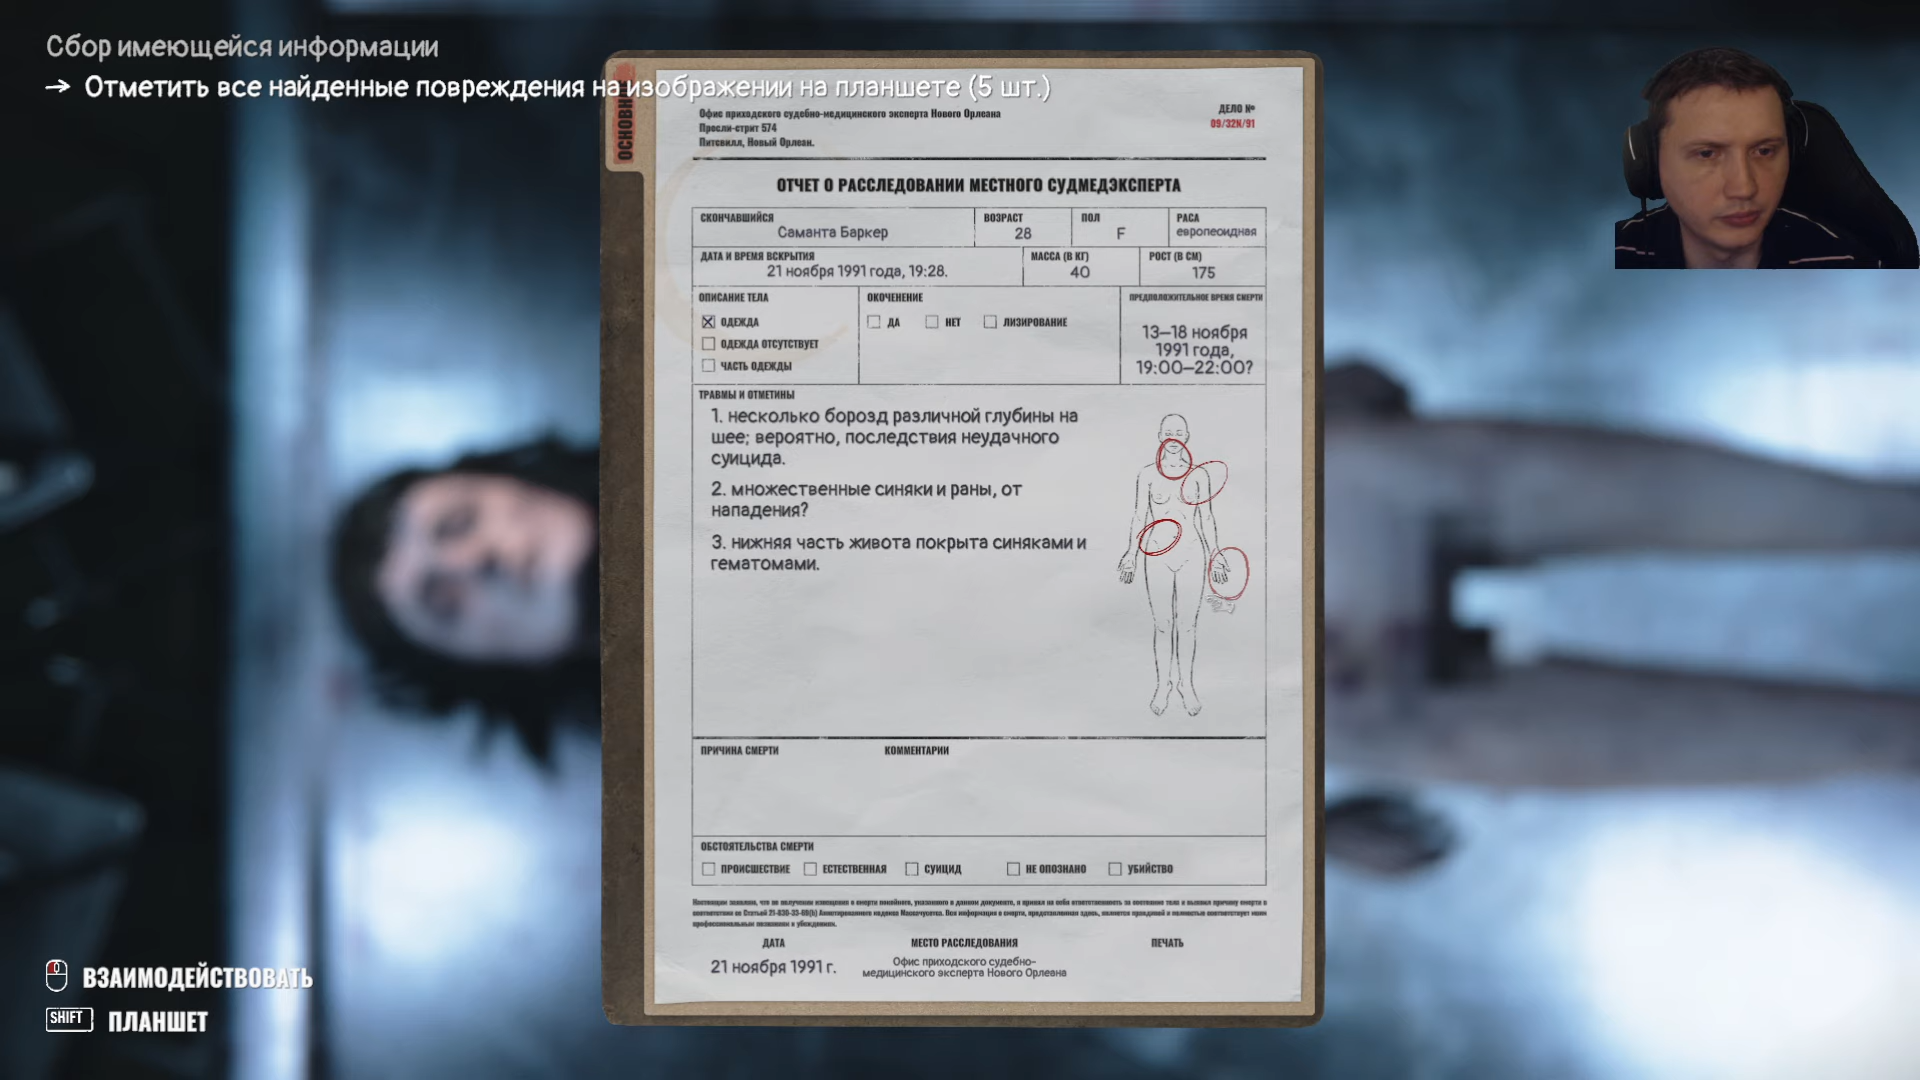 Сбор имеющейся информации
→ Отметить все найденные повреждения на изображении на планшете (5 шт.)
Офис приходского судебно-медицинского эксперта Нового Орлеана
Просли-стрит 574
Питсвилл, Новый Орлеан.
ДЕЛО №
09/32N/91
ОТЧЕТ О РАССЛЕДОВАНИИ МЕСТНОГО СУДМЕДЭКСПЕРТА
СКОНЧАВШИЙСЯ
Саманта Баркер
ВОЗРАСТ
28
ПОЛ
F
РАСА
европеоидная
ДАТА И ВРЕМЯ ВСКРЫТИЯ
21 ноября 1991 года, 19:28.
МАССА (В КГ)
40
РОСТ (В СМ)
175
ОПИСАНИЕ ТЕЛА
ОДЕЖДА
ОДЕЖДА ОТСУТСТВУЕТ
ЧАСТЬ ОДЕЖДЫ
ОКОЧЕНЕНИЕ
ДА НЕТ ЛИЗИРОВАНИЕ
ПРЕДПОЛОЖИТЕЛЬНОЕ ВРЕМЯ СМЕРТИ
13–18 ноября
1991 года,
19:00–22:00?
ТРАВМЫ И ОТМЕТИНЫ
1. несколько борозд различной глубины на
шее; вероятно, последствия неудачного
суицида.
2. множественные синяки и раны, от
нападения?
3. нижняя часть живота покрыта синяками и
гематомами.
ПРИЧИНА СМЕРТИ
КОММЕНТАРИИ
ОБСТОЯТЕЛЬСТВА СМЕРТИ
ПРОИСШЕСТВИЕ ЕСТЕСТВЕННАЯ СУИЦИД НЕ ОПОЗНАНО УБИЙСТВО
ДАТА
21 ноября 1991 г.
МЕСТО РАССЛЕДОВАНИЯ
Офис приходского судебно-
медицинского эксперта Нового Орлеана
ПЕЧАТЬ
ВЗАИМОДЕЙСТВОВАТЬ
SHIFT ПЛАНШЕТ